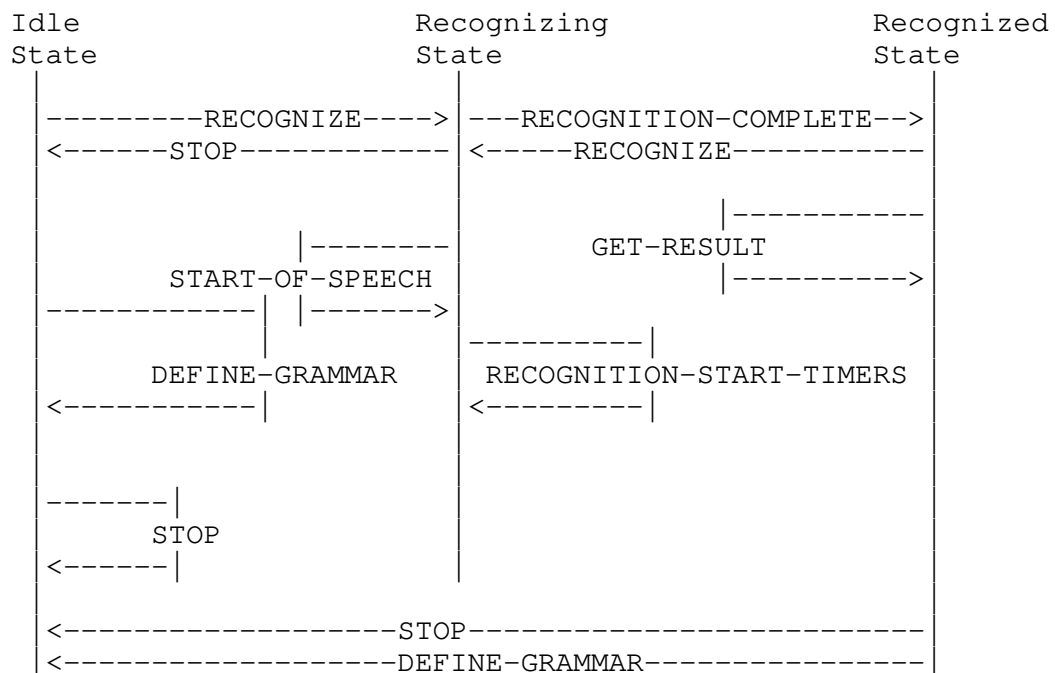 Idle Recognizing Recognized
State State State
RECOGNIZE RECOGNITION-COMPLETE
STOP RECOGNIZE
GET-RESULT
START-OF-SPEECH
DEFINE-GRAMMAR RECOGNITION-START-TIMERS
STOP
STOP
DEFINE-GRAMMAR